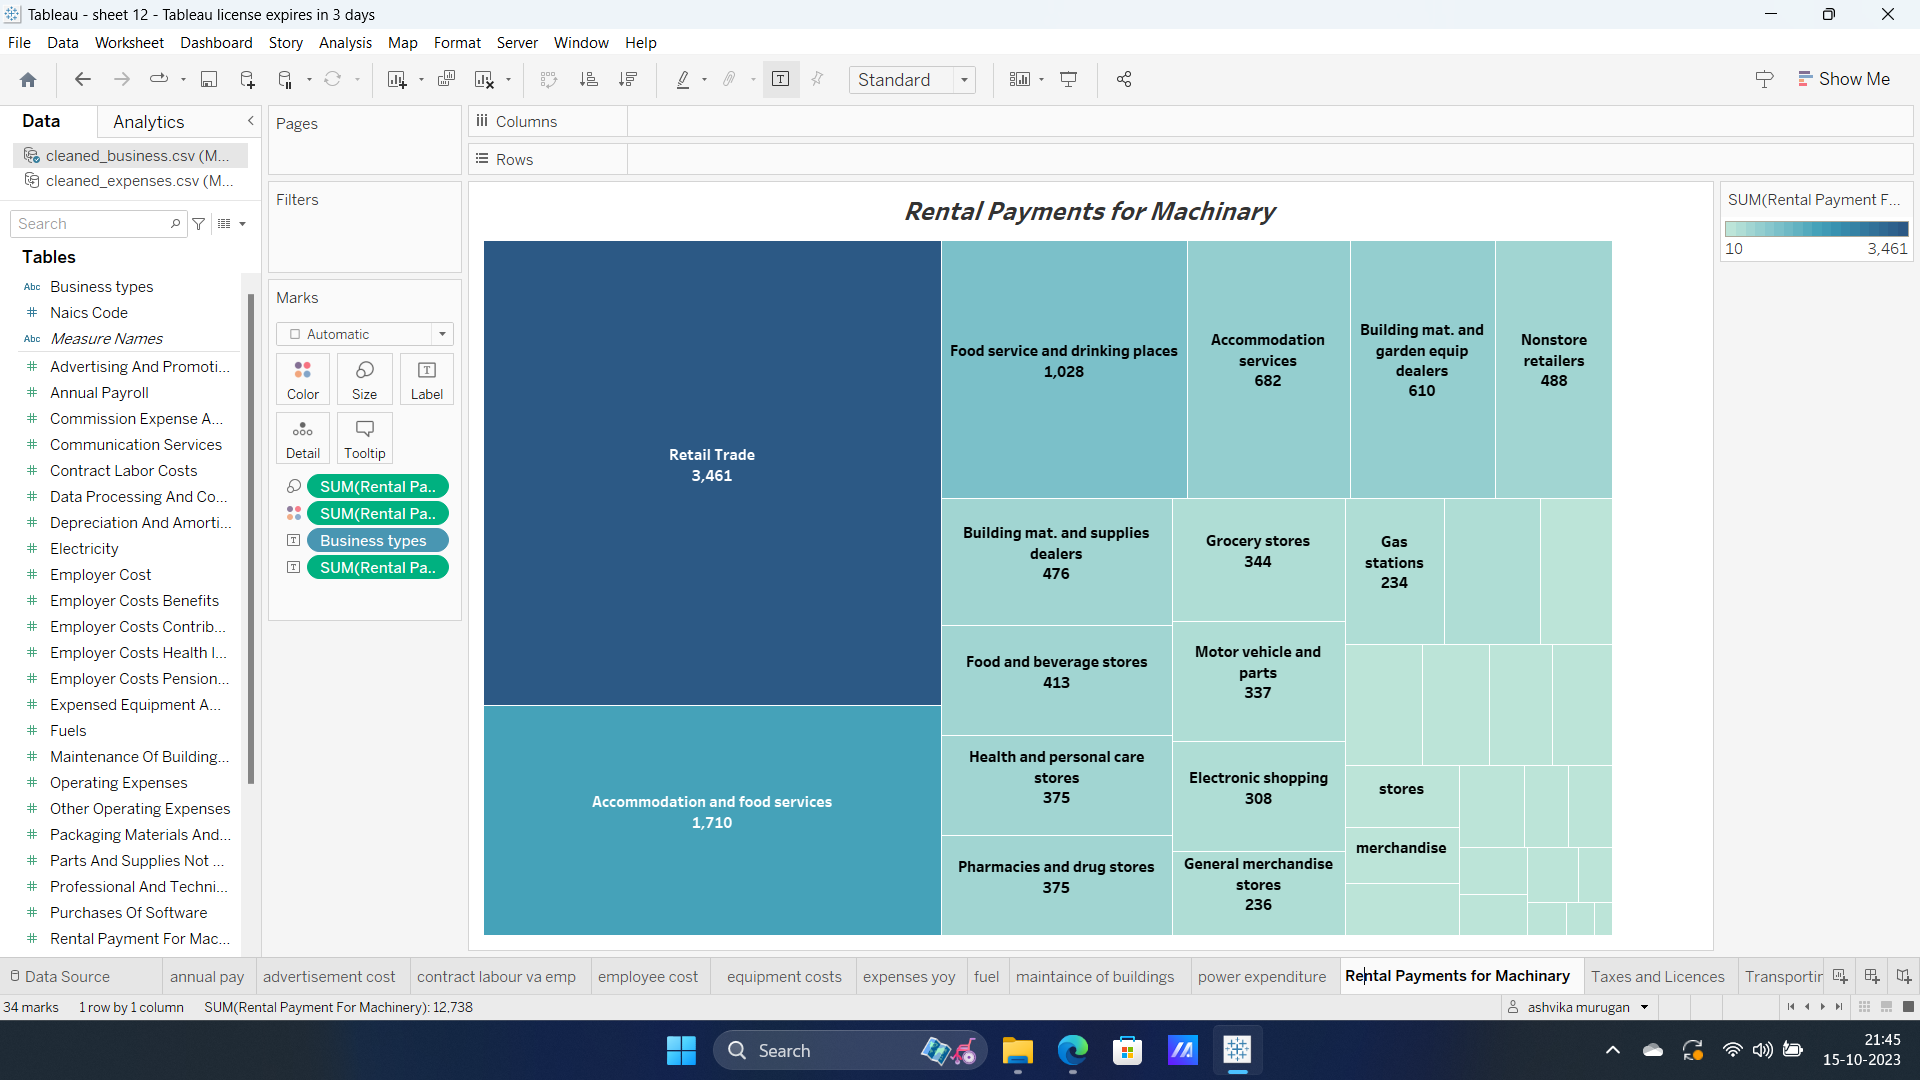 Tableau - sheet 12 - Tableau license expires in 3 days
File Data Worksheet Dashboard Story Analysis Map Format Server Window Help
Standard
Show Me
Data Analytics
cleaned_business.csv (M...
cleaned_expenses.csv (M...
Search
Tables
Abc Business types
# Naics Code
Abc Measure Names
# Advertising And Promoti...
# Annual Payroll
# Commission Expense A...
# Communication Services
# Contract Labor Costs
# Data Processing And Co...
# Depreciation And Amorti...
# Electricity
# Employer Cost
# Employer Costs Benefits
# Employer Costs Contrib...
# Employer Costs Health I...
# Employer Costs Pension...
# Expensed Equipment A...
# Fuels
# Maintenance Of Building...
# Operating Expenses
# Other Operating Expenses
# Packaging Materials And...
# Parts And Supplies Not ...
# Professional And Techni...
# Purchases Of Software
# Rental Payment For Mac...
Pages
Filters
Marks
Automatic
Color Size Label
Detail Tooltip
SUM(Rental Pa..
SUM(Rental Pa..
Business types
SUM(Rental Pa..
Columns
Rows
Rental Payments for Machinary
Retail Trade
3,461
Accommodation and food services
1,710
Food service and drinking places
1,028
Accommodation
services
682
Building mat. and
garden equip
dealers
610
Nonstore
retailers
488
Building mat. and supplies
dealers
476
Food and beverage stores
413
Health and personal care
stores
375
Pharmacies and drug stores
375
Grocery stores
344
Motor vehicle and
parts
337
Electronic shopping
308
General merchandise
stores
236
Gas
stations
234
stores
merchandise
SUM(Rental Payment F...
10 3,461
Data Source annual pay advertisement cost contract labour va emp employee cost equipment costs expenses yoy fuel maintaince of buildings power expenditure Rental Payments for Machinary Taxes and Licences Transportin
34 marks 1 row by 1 column SUM(Rental Payment For Machinery): 12,738
ashvika murugan
Search
21:45
15-10-2023